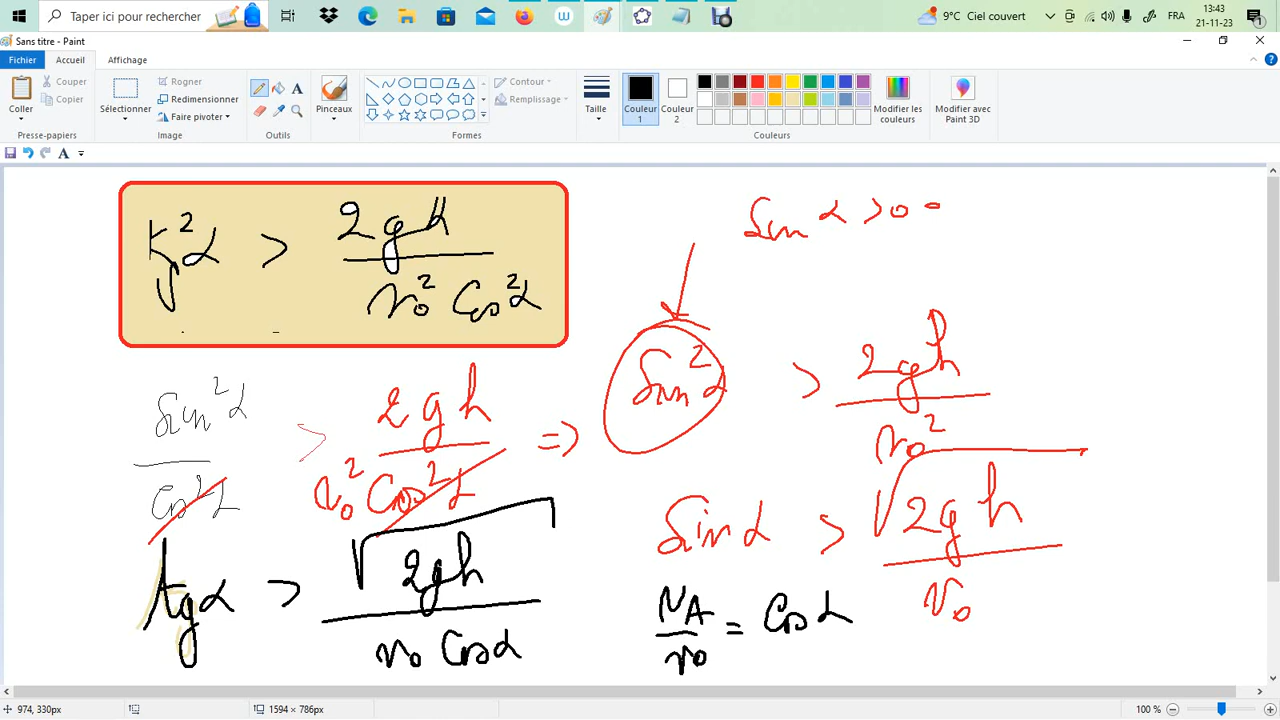 Taper ici pour rechercher
9°C Ciel couvert
FRA
13:43
21-11-23
1
Sans titre - Paint
Fichier
Accueil
Affichage
Coller
Couper
Copier
Presse-papiers
Sélectionner
Rogner
Redimensionner
Faire pivoter
Image
A
Outils
Pinceaux
Contour
Remplissage
Formes
Taille
Couleur 1
Couleur 2
Modifier les couleurs
Couleurs
Modifier avec Paint 3D
A
tg²α > 2gh / v₀² cos²α
sin α > 0
sin²α / cos²α > 2gh / v₀² cos²α ⇒ sin²α > 2gh / v₀²
sin α > √2gh / v₀
tg α > √2gh / v₀ cos α
vA / v₀ = cos α
974, 330px
1594 × 786px
100 %